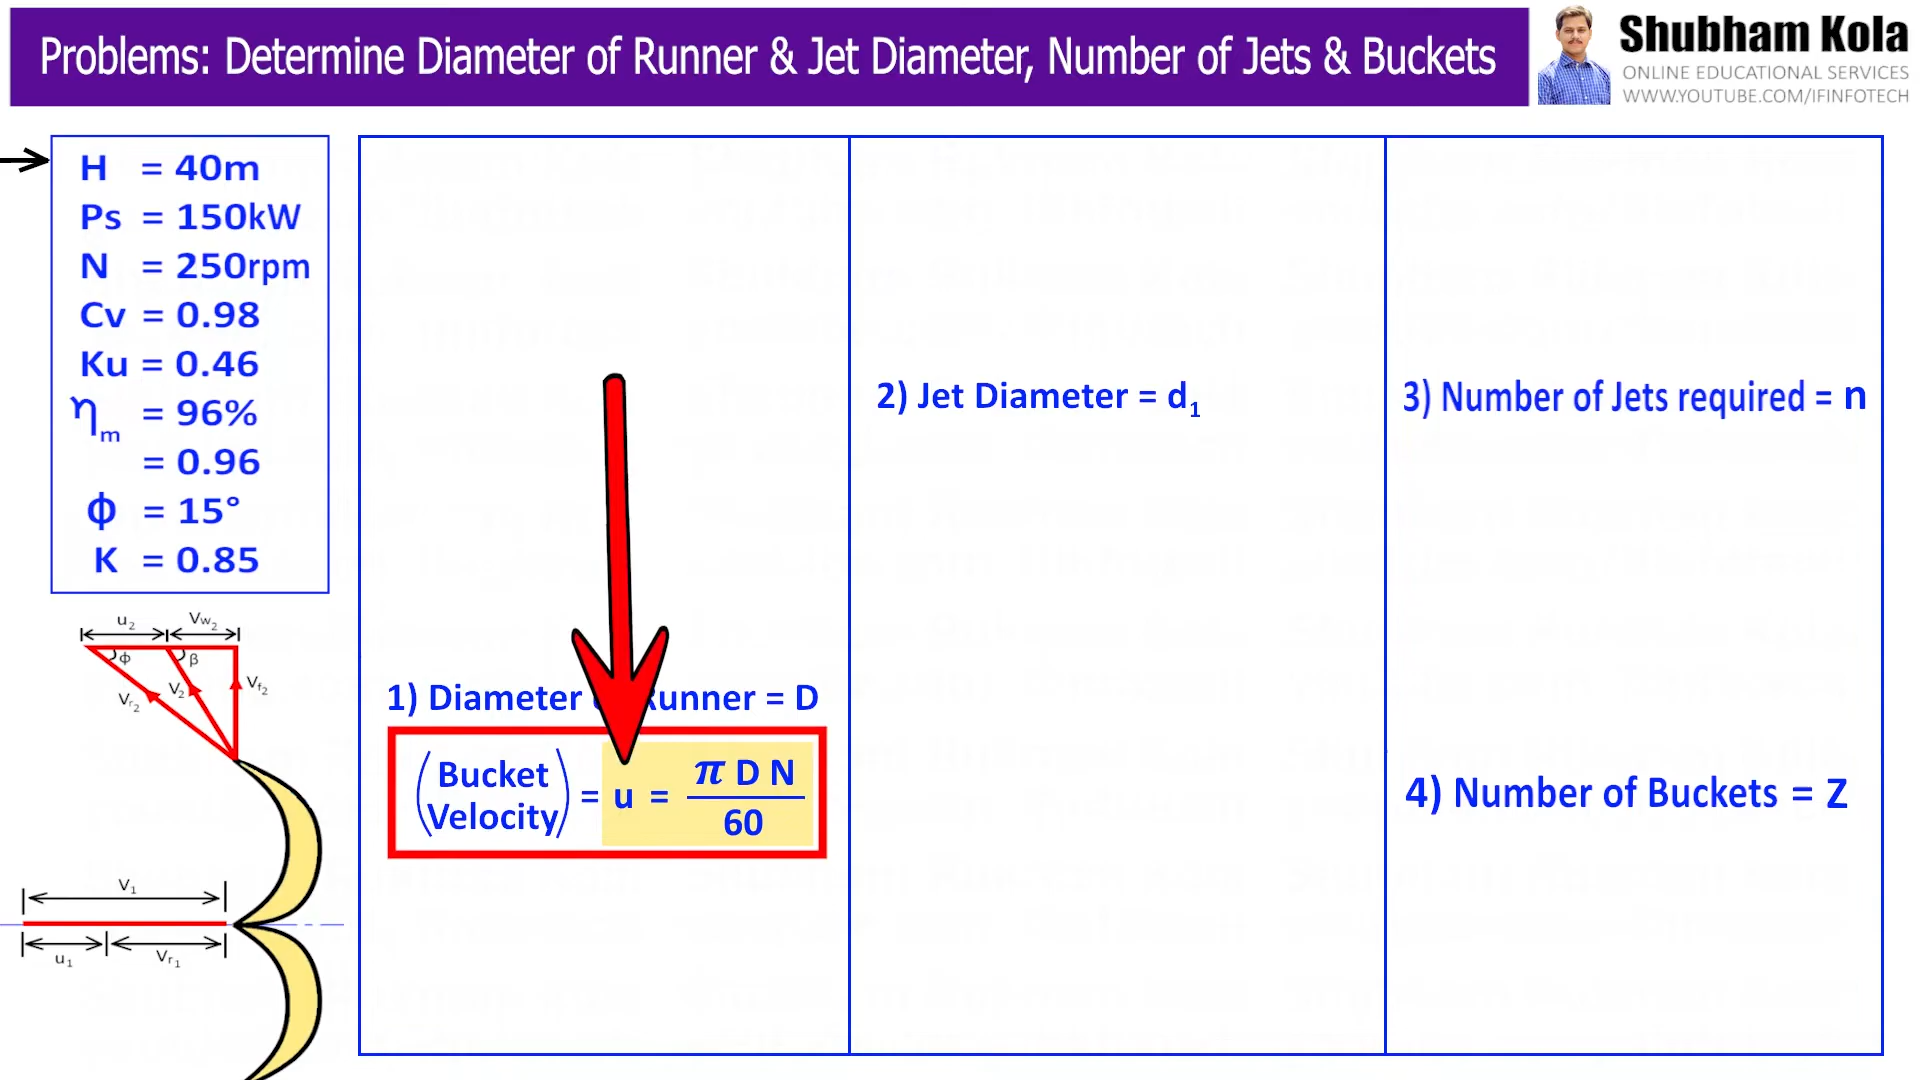 Problems: Determine Diameter of Runner & Jet Diameter, Number of Jets & Buckets
Shubham Kola
ONLINE EDUCATIONAL SERVICES
WWW.YOUTUBE.COM/IFINFOTECH
H = 40m
Ps = 150kW
N = 250rpm
Cv = 0.98
Ku = 0.46
ηm = 96%
= 0.96
ϕ = 15°
K = 0.85
u2 Vw2
ϕ β
Vr2 V2 Vf2
V1
u1 Vr1
1) Diameter Runner = D
(Bucket Velocity) = u = π D N / 60
2) Jet Diameter = d1
3) Number of Jets required = n
4) Number of Buckets = Z